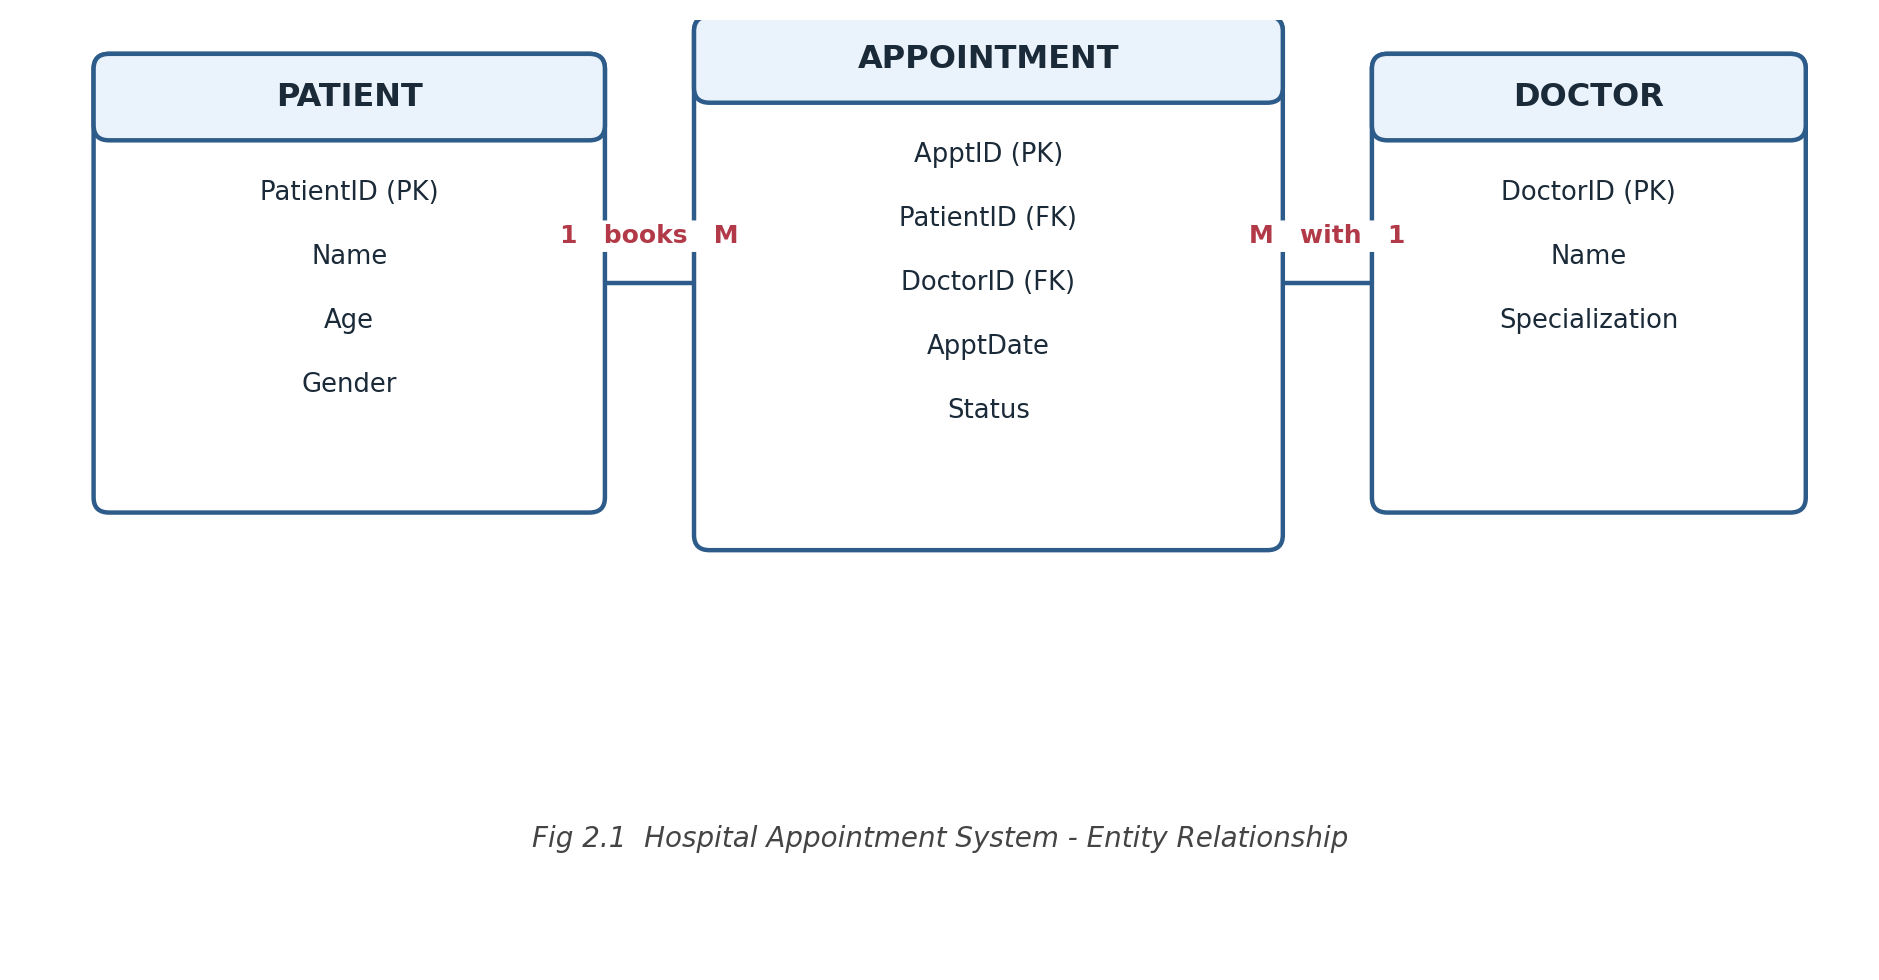 PATIENT
PatientID (PK)
Name
Age
Gender
1 books M
APPOINTMENT
ApptID (PK)
PatientID (FK)
DoctorID (FK)
ApptDate
Status
M with 1
DOCTOR
DoctorID (PK)
Name
Specialization
Fig 2.1 Hospital Appointment System - Entity Relationship